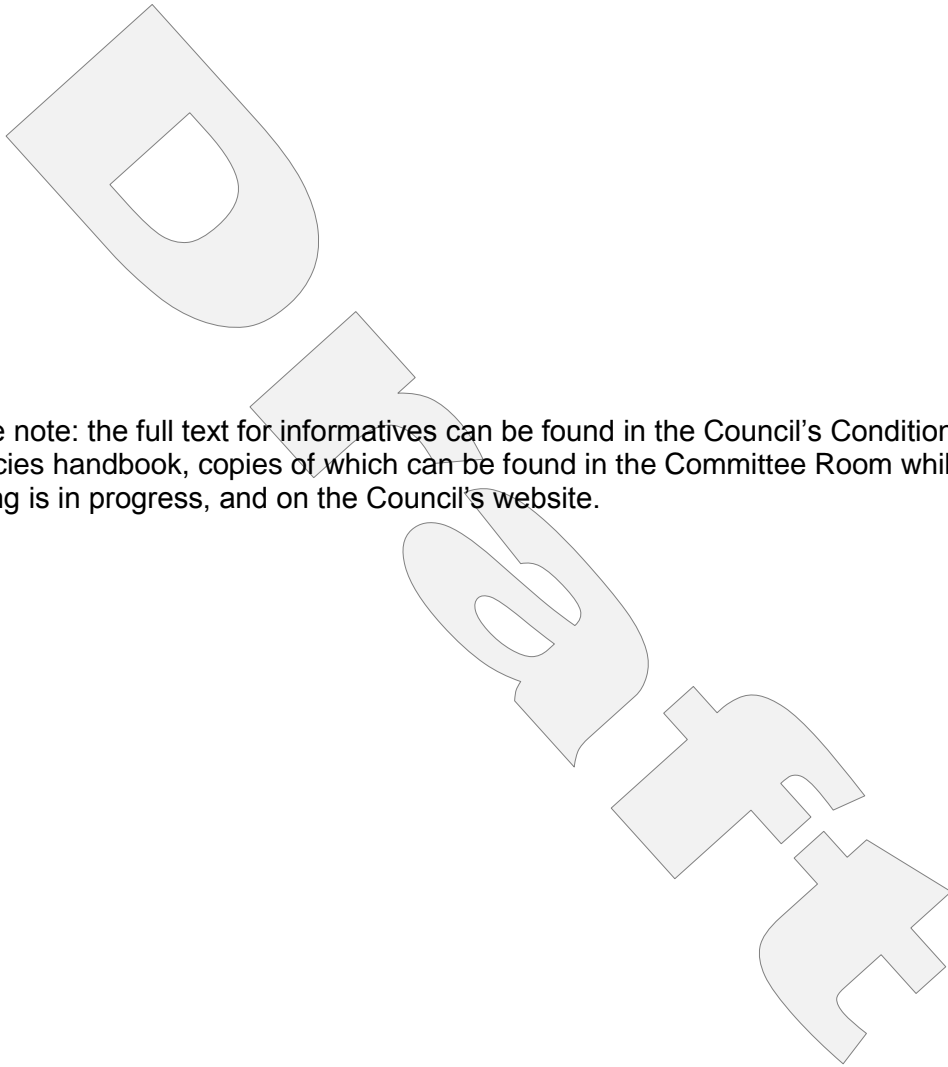 e note: the full text for informatives can be found in the Council's Condition
cies handbook, copies of which can be found in the Committee Room whil
ng is in progress, and on the Council's website.
Draft